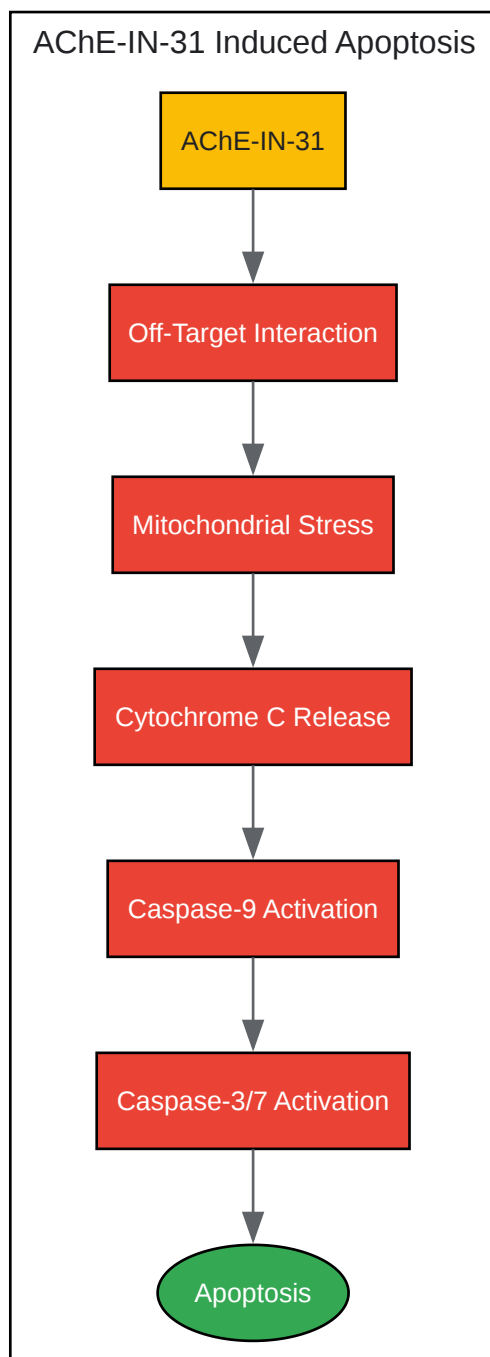 AChE-IN-31 Induced Apoptosis
AChE-IN-31
Off-Target Interaction
Mitochondrial Stress
Cytochrome C Release
Caspase-9 Activation
Caspase-3/7 Activation
Apoptosis